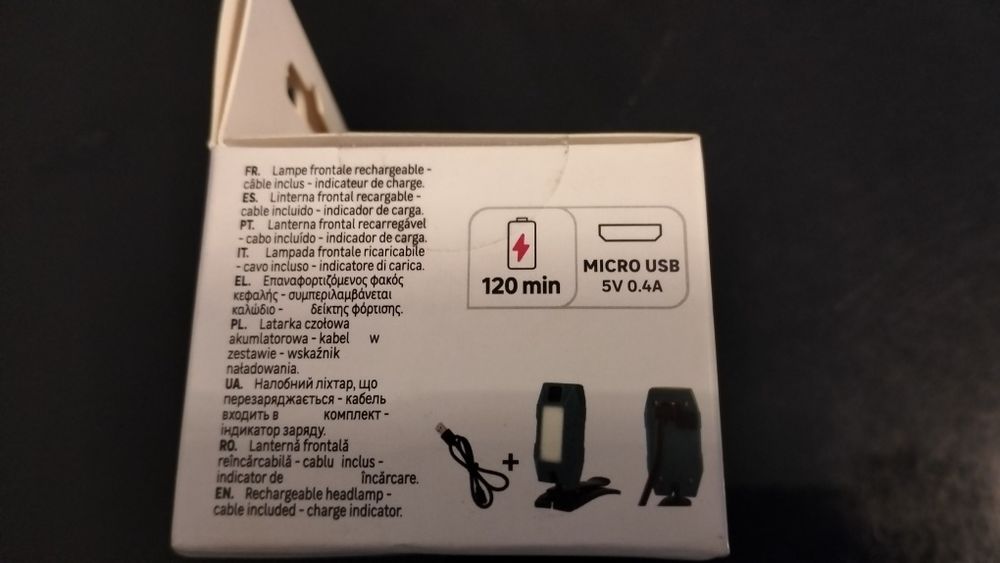 FR. Lampe frontale rechargeable -
câble inclus - indicateur de charge.
ES. Linterna frontal recargable -
cable incluido - indicador de carga.
PT. Lanterna frontal recarregável
- cabo incluído - indicador de carga.
IT. Lampada frontale ricaricabile
- cavo incluso - indicatore di carica.
EL. Επαναφορτιζόμενος φακός
κεφαλής - συμπεριλαμβάνεται
καλώδιο - δείκτης φόρτισης.
PL. Latarka czołowa
akumlatorowa - kabel w
zestawie - wskaźnik
naładowania.
UA. Налобний ліхтар, що
перезаряджається - кабель
входить в комплект -
індикатор заряду.
RO. Lanternă frontală
reîncărcabilă - cablu inclus -
indicator de încărcare.
EN. Rechargeable headlamp -
cable included - charge indicator.
120 min
MICRO USB
5V 0.4A
+